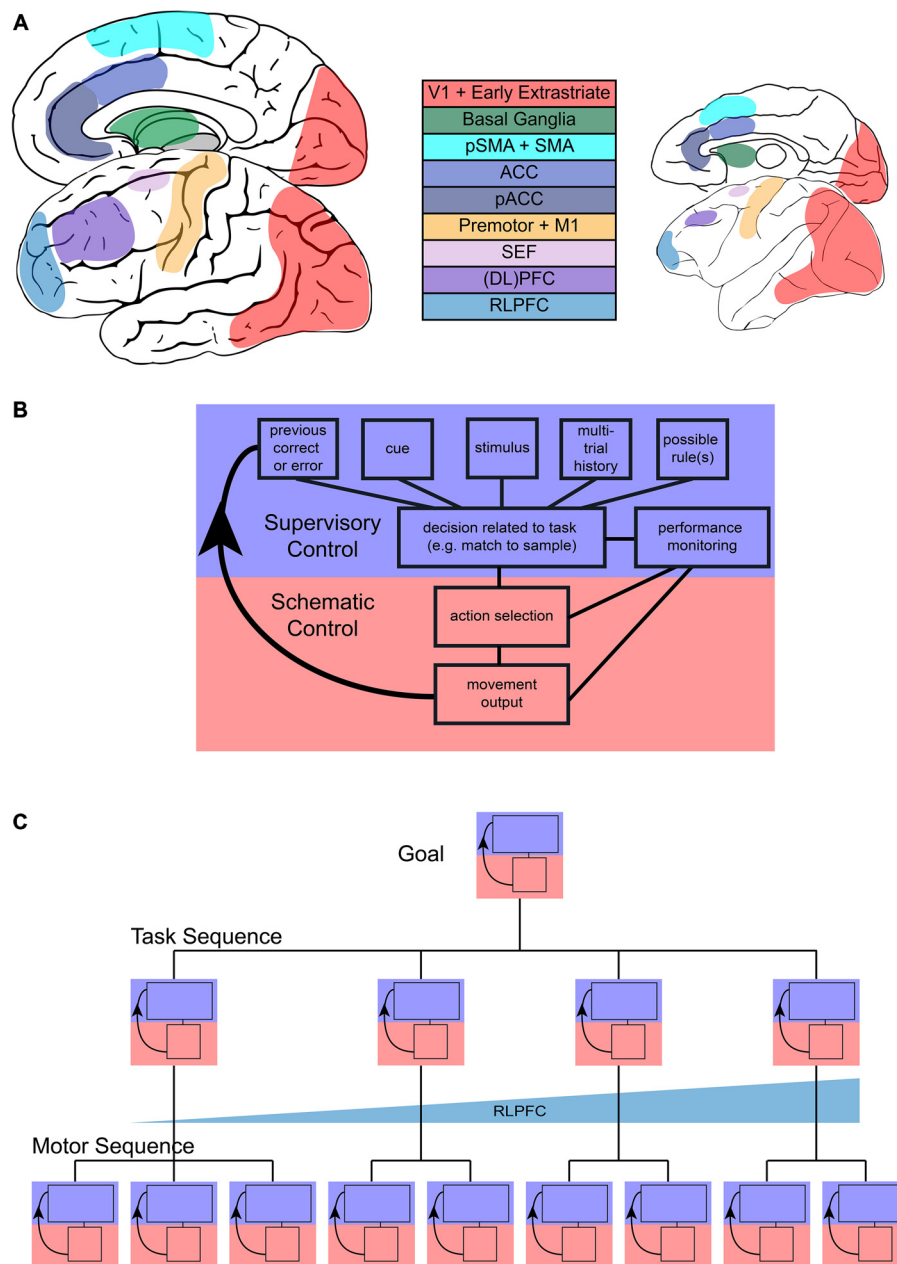 A
V1 + Early Extrastriate
Basal Ganglia
pSMA + SMA
ACC
pACC
Premotor + M1
SEF
(DL)PFC
RLPFC
B
previous
correct
or error
cue
stimulus
multi-
trial
history
possible
rule(s)
Supervisory
Control
decision related to task
(e.g. match to sample)
performance
monitoring
Schematic
Control
action selection
movement
output
C
Goal
Task Sequence
RLPFC
Motor Sequence